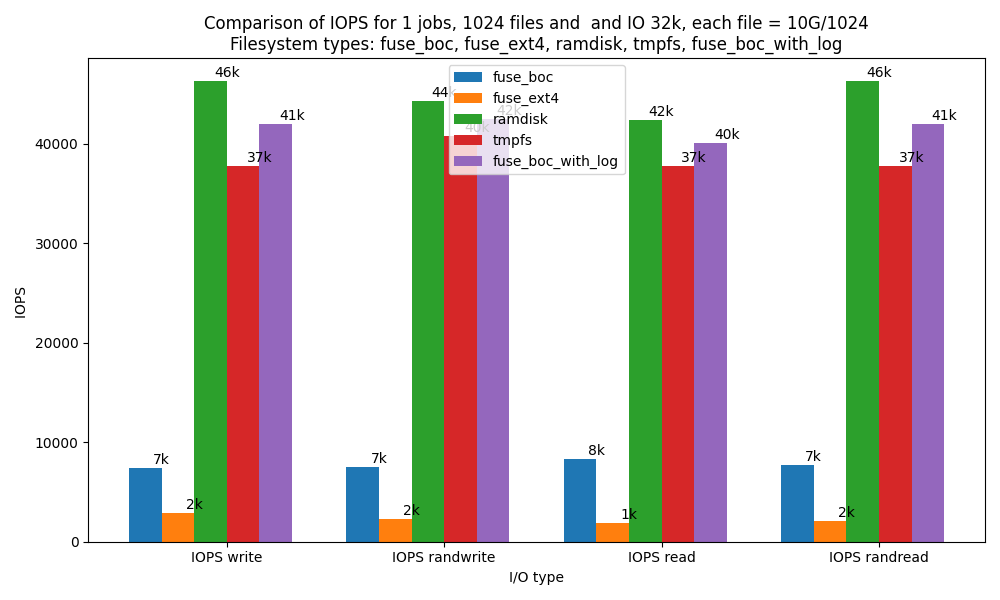 Comparison of IOPS for 1 jobs, 1024 files and  and IO 32k, each file = 10G/1024
Filesystem types: fuse_boc, fuse_ext4, ramdisk, tmpfs, fuse_boc_with_log
fuse_boc
fuse_ext4
ramdisk
tmpfs
fuse_boc_with_log
IOPS
40000
30000
20000
10000
0
7k
2k
46k
37k
41k
7k
2k
44k
40k
42k
8k
1k
42k
37k
40k
7k
2k
46k
37k
41k
IOPS write
IOPS randwrite
IOPS read
IOPS randread
I/O type